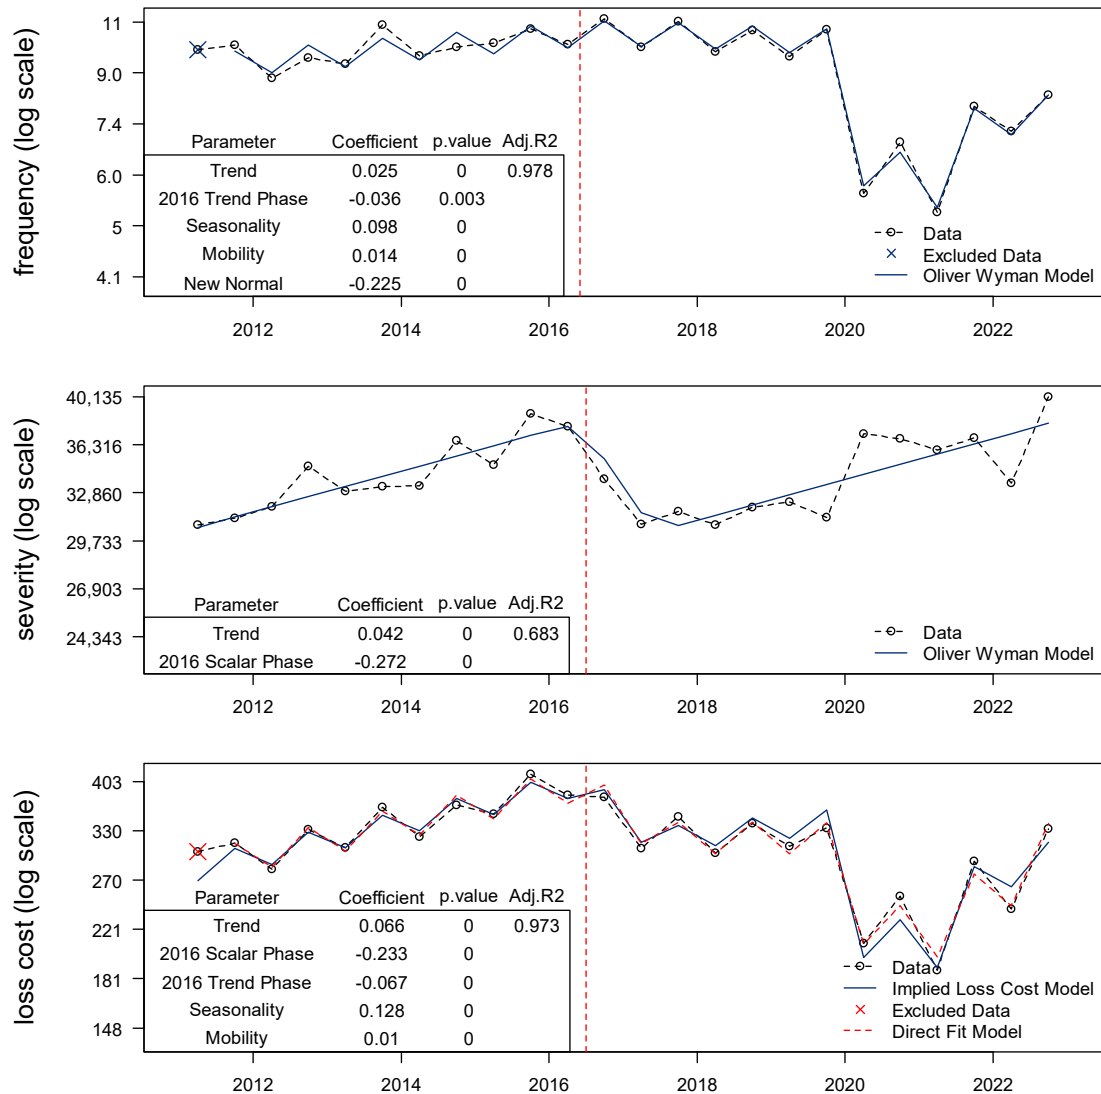 frequency (log scale)
11
9.0
7.4
6.0
5
4.1
Parameter Coefficient p.value Adj.R2
Trend 0.025 0 0.978
2016 Trend Phase -0.036 0.003
Seasonality 0.098 0
Mobility 0.014 0
New Normal -0.225 0
Data
Excluded Data
Oliver Wyman Model
2012 2014 2016 2018 2020 2022
severity (log scale)
40,135
36,316
32,860
29,733
26,903
24,343
Parameter Coefficient p.value Adj.R2
Trend 0.042 0 0.683
2016 Scalar Phase -0.272 0
Data
Oliver Wyman Model
2012 2014 2016 2018 2020 2022
loss cost (log scale)
403
330
270
221
181
148
Parameter Coefficient p.value Adj.R2
Trend 0.066 0 0.973
2016 Scalar Phase -0.233 0
2016 Trend Phase -0.067 0
Seasonality 0.128 0
Mobility 0.01 0
Data
Implied Loss Cost Model
Excluded Data
Direct Fit Model
2012 2014 2016 2018 2020 2022